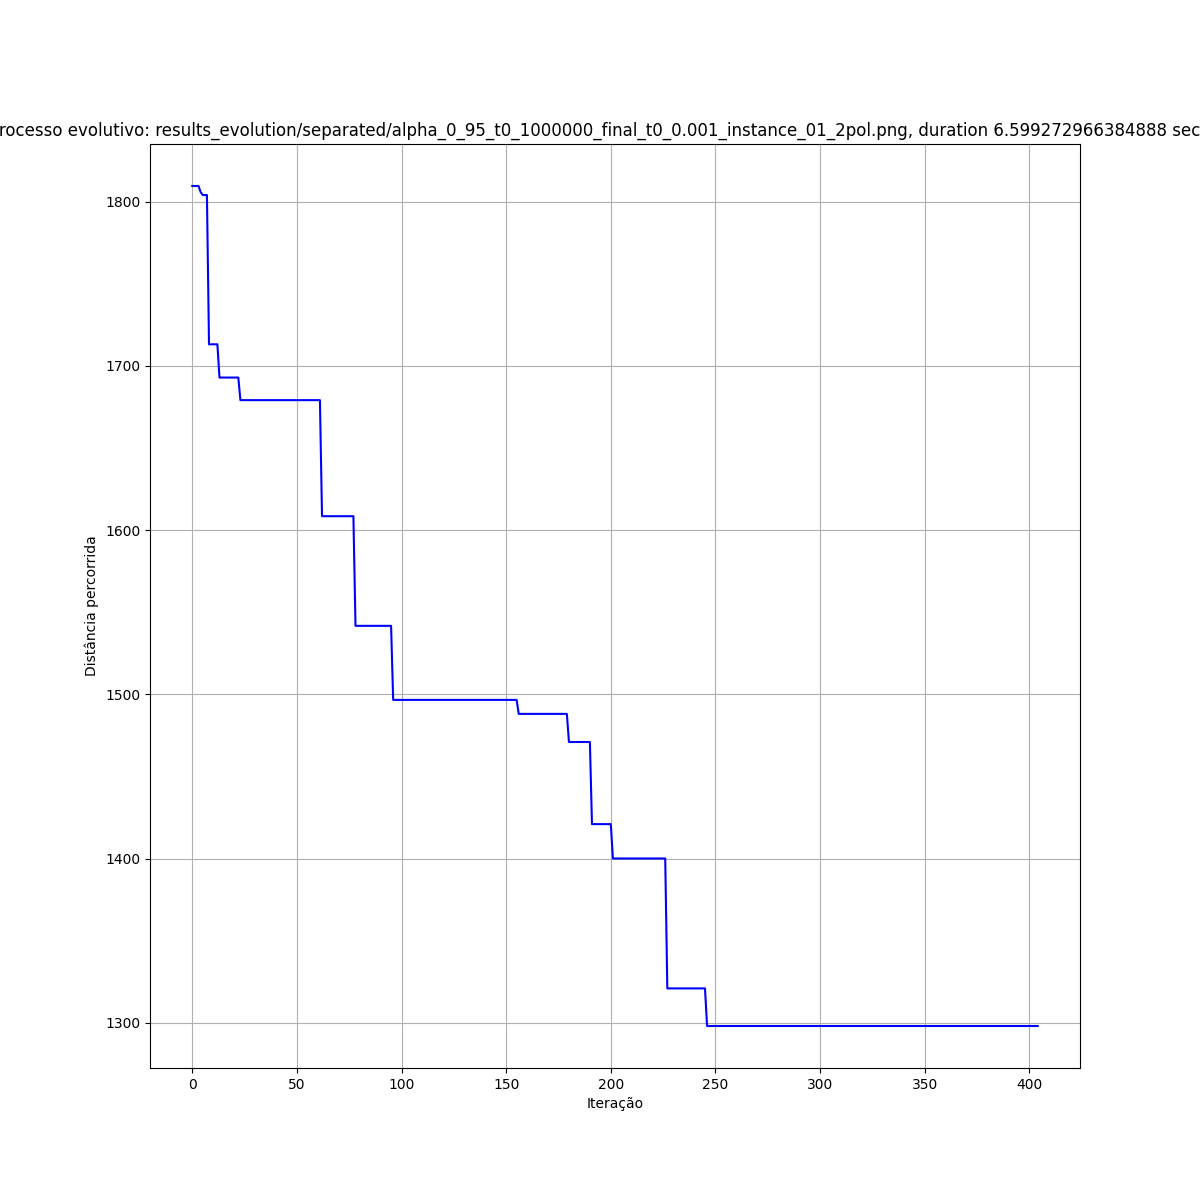 rocesso evolutivo: results_evolution/separated/alpha_0_95_t0_1000000_final_t0_0.001_instance_01_2pol.png, duration 6.599272966384888 sec
1800
1700
1600
1500
1400
1300
Distância percorrida
0 50 100 150 200 250 300 350 400
Iteração